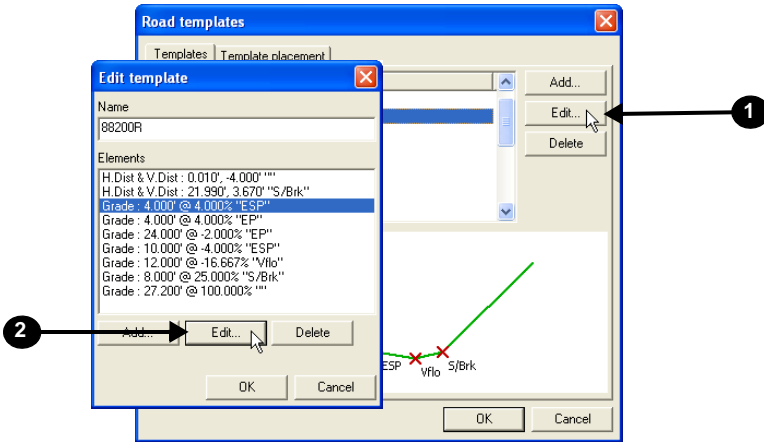 Road templates
Templates
Template placement
Add...
Edit...
Delete
1
Edit template
Name
88200R
Elements
H.Dist & V.Dist : 0.010', -4.000' ""
H.Dist & V.Dist : 21.990', 3.670' "S/Brk"
Grade : 4.000' @ 4.000% "ESP"
Grade : 4.000' @ 4.000% "EP"
Grade : 24.000' @ -2.000% "EP"
Grade : 10.000' @ -4.000% "ESP"
Grade : 12.000' @ -16.667% "Vflo"
Grade : 8.000' @ 25.000% "S/Brk"
Grade : 27.200' @ 100.000% ""
2
Add...
Edit...
Delete
OK
Cancel
ESP
Vflo
S/Brk
OK
Cancel